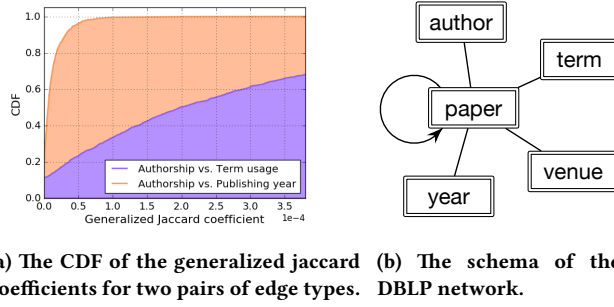 1.0
0.8
0.6
0.4
0.2
0.0
CDF
Authorship vs. Term usage
Authorship vs. Publishing year
0.0 0.5 1.0 1.5 2.0 2.5 3.0 3.5
1e−4
Generalized Jaccard coefficient
author
term
paper
venue
year
a) The CDF of the generalized jaccard
oefficients for two pairs of edge types.
(b) The schema of the
DBLP network.